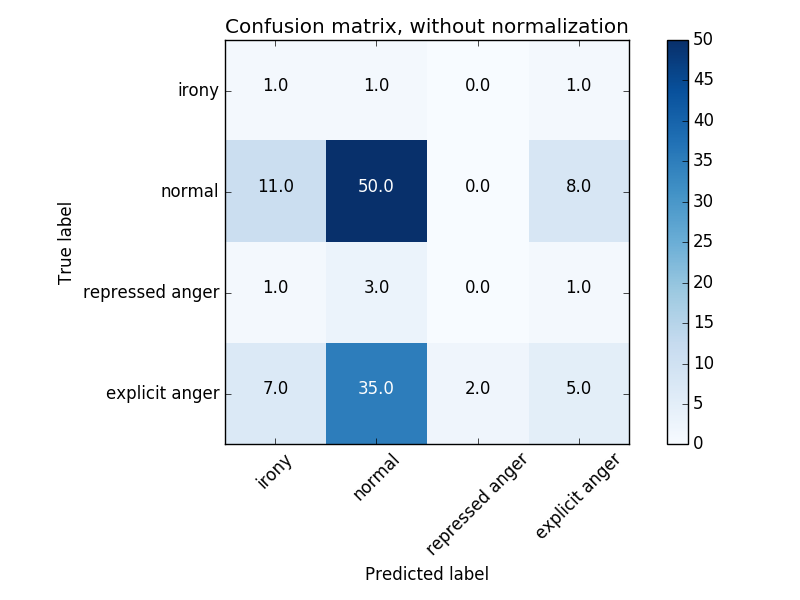 Confusion matrix, without normalization
irony 1.0 1.0 0.0 1.0
normal 11.0 50.0 0.0 8.0
repressed anger 1.0 3.0 0.0 1.0
explicit anger 7.0 35.0 2.0 5.0
irony normal repressed anger explicit anger
True label
Predicted label
50
45
40
35
30
25
20
15
10
5
0